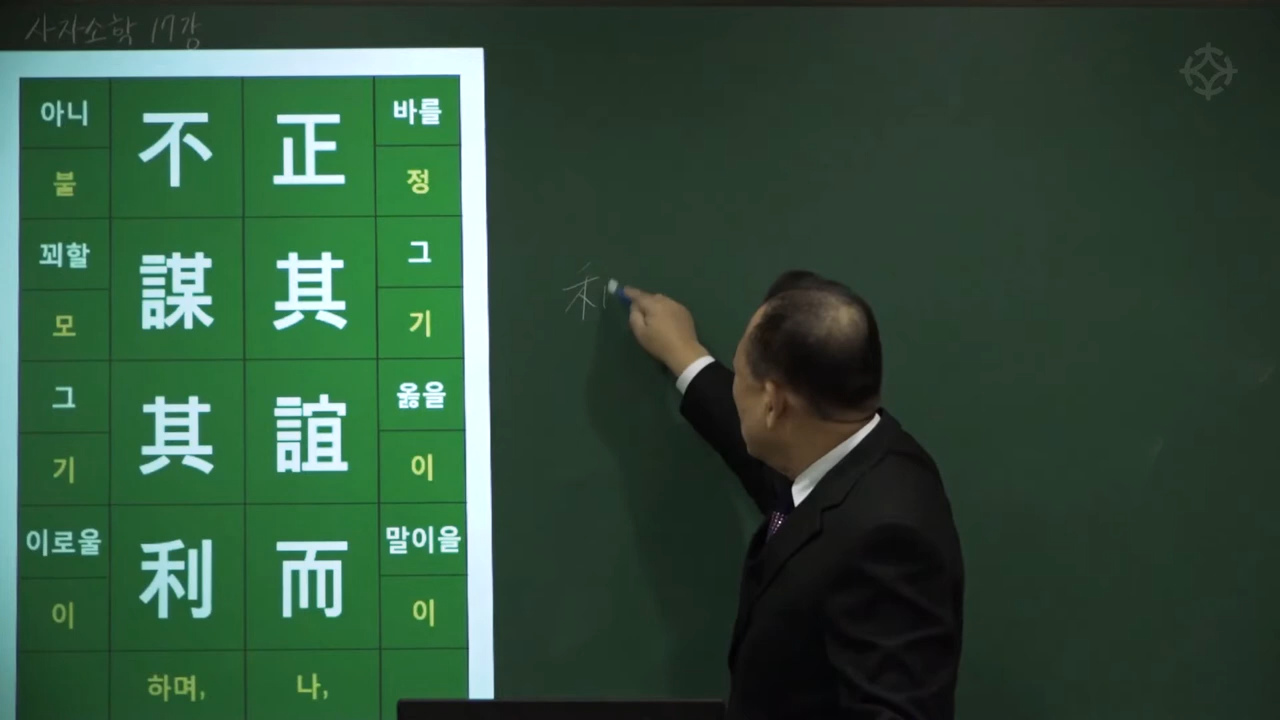 사자소학 17강
아니 不 正 바를
불 정
꾀할 謀 其 그
모 기
그 其 誼 옳을
기 이
이로울 利 而 말이을
이 이
하며, 나,
利